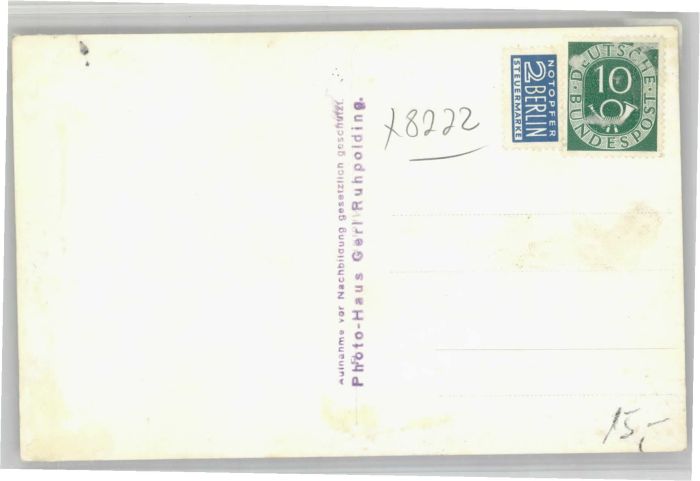 Aufnahme vor Nachbildung gesetzlich geschützt.
Photo-Haus Gerl Ruhpolding.
x8222
NOTOPFER
2 BERLIN
STEUERMARKE
DEUTSCHE
10
BUNDESPOST
15,-